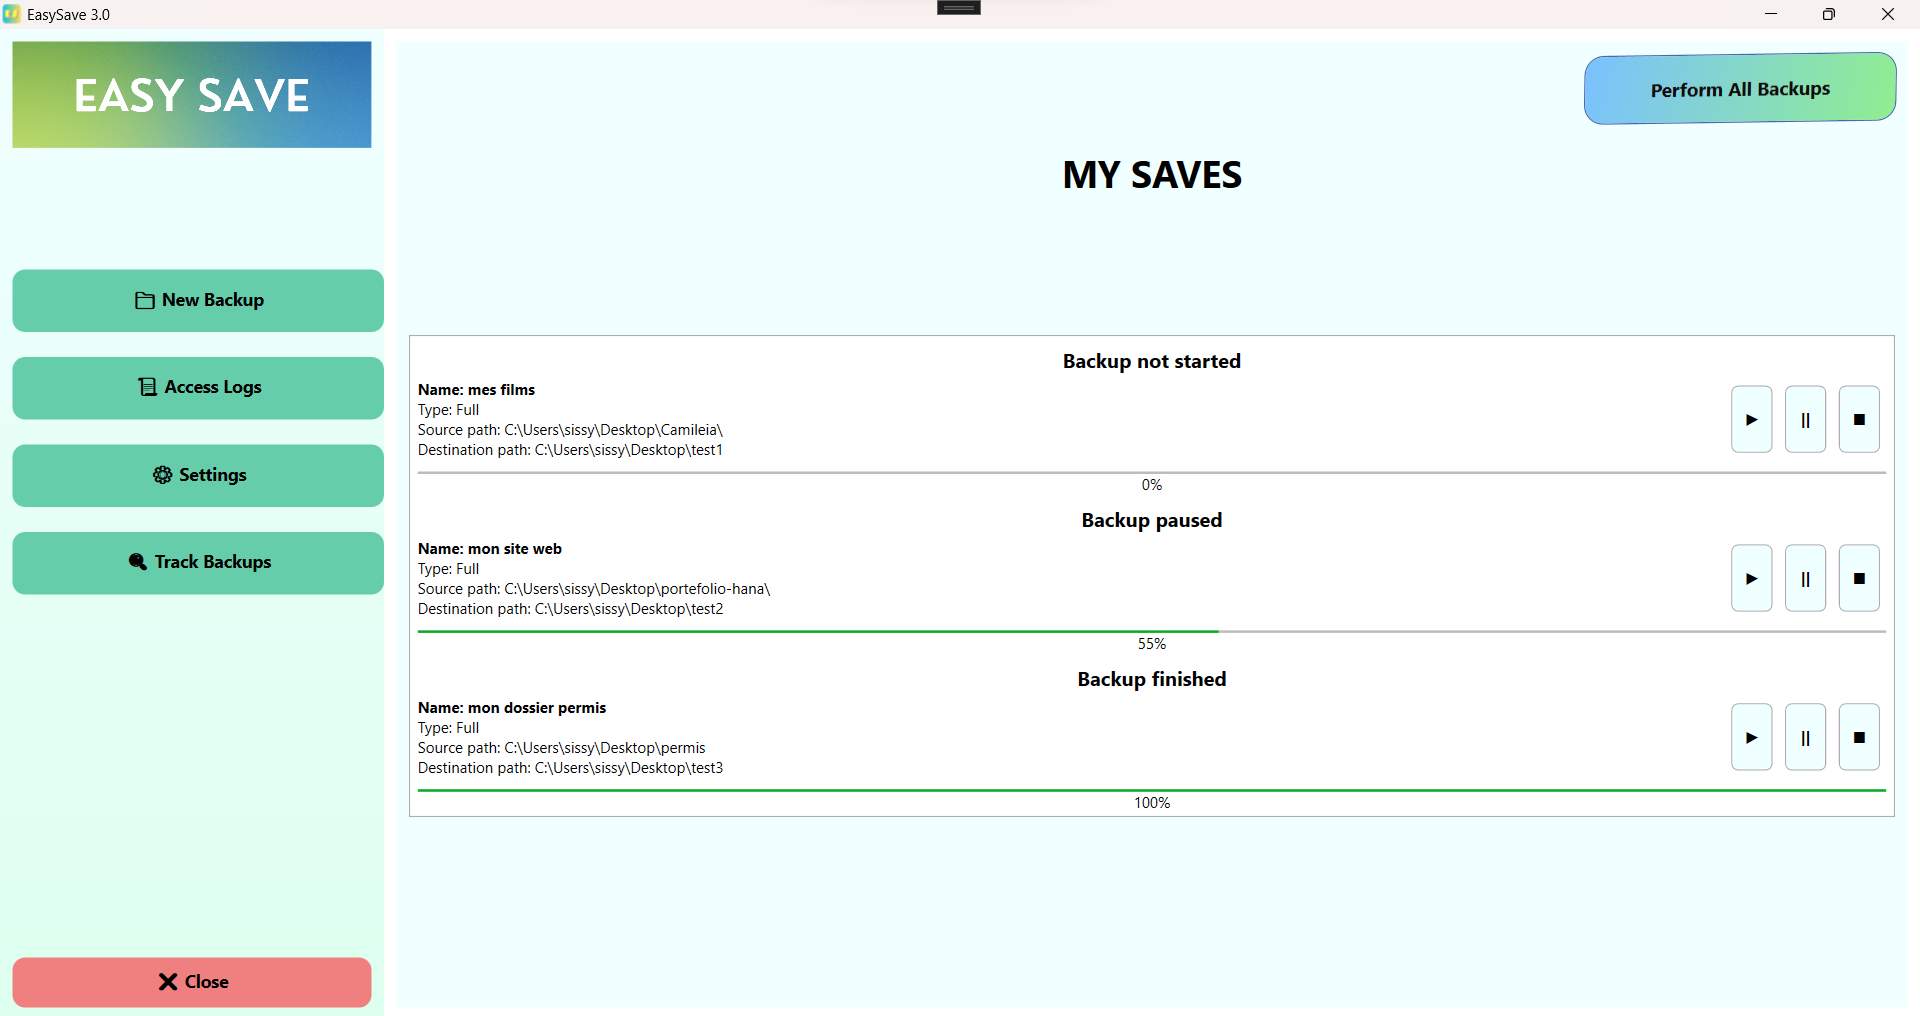 EasySave 3.0
EASY SAVE
Perform All Backups
MY SAVES
New Backup
Access Logs
Settings
Track Backups
Close
Backup not started
Name: mes films
Type: Full
Source path: C:\Users\sissy\Desktop\Camileia\
Destination path: C:\Users\sissy\Desktop\test1
0%
Backup paused
Name: mon site web
Type: Full
Source path: C:\Users\sissy\Desktop\portefolio-hana\
Destination path: C:\Users\sissy\Desktop\test2
55%
Backup finished
Name: mon dossier permis
Type: Full
Source path: C:\Users\sissy\Desktop\permis
Destination path: C:\Users\sissy\Desktop\test3
100%